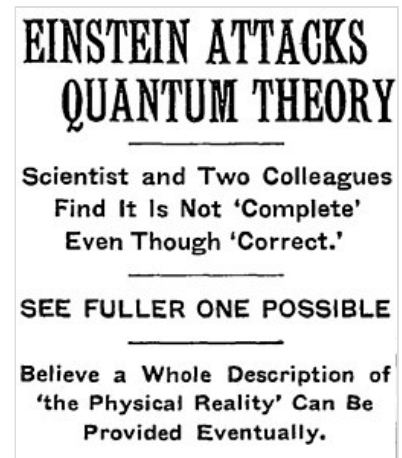 EINSTEIN ATTACKS
QUANTUM THEORY
Scientist and Two Colleagues
Find It Is Not ‘Complete’
Even Though ‘Correct.’
SEE FULLER ONE POSSIBLE
Believe a Whole Description of
‘the Physical Reality’ Can Be
Provided Eventually.